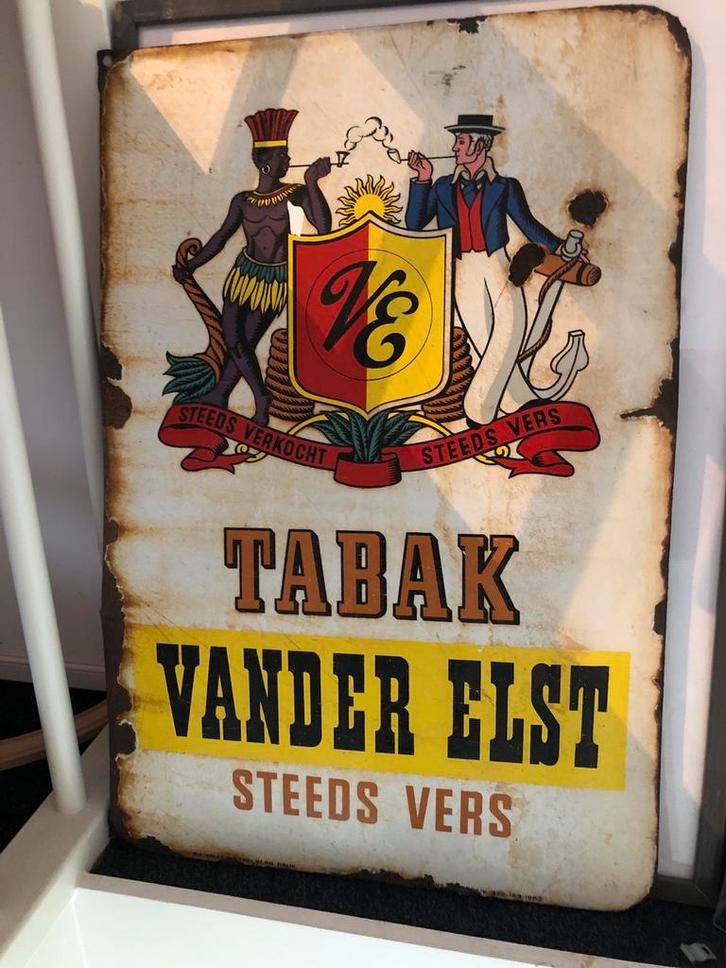 VE
STEEDS VERKOCHT STEEDS VERS
TABAK
VANDER ELST
STEEDS VERS